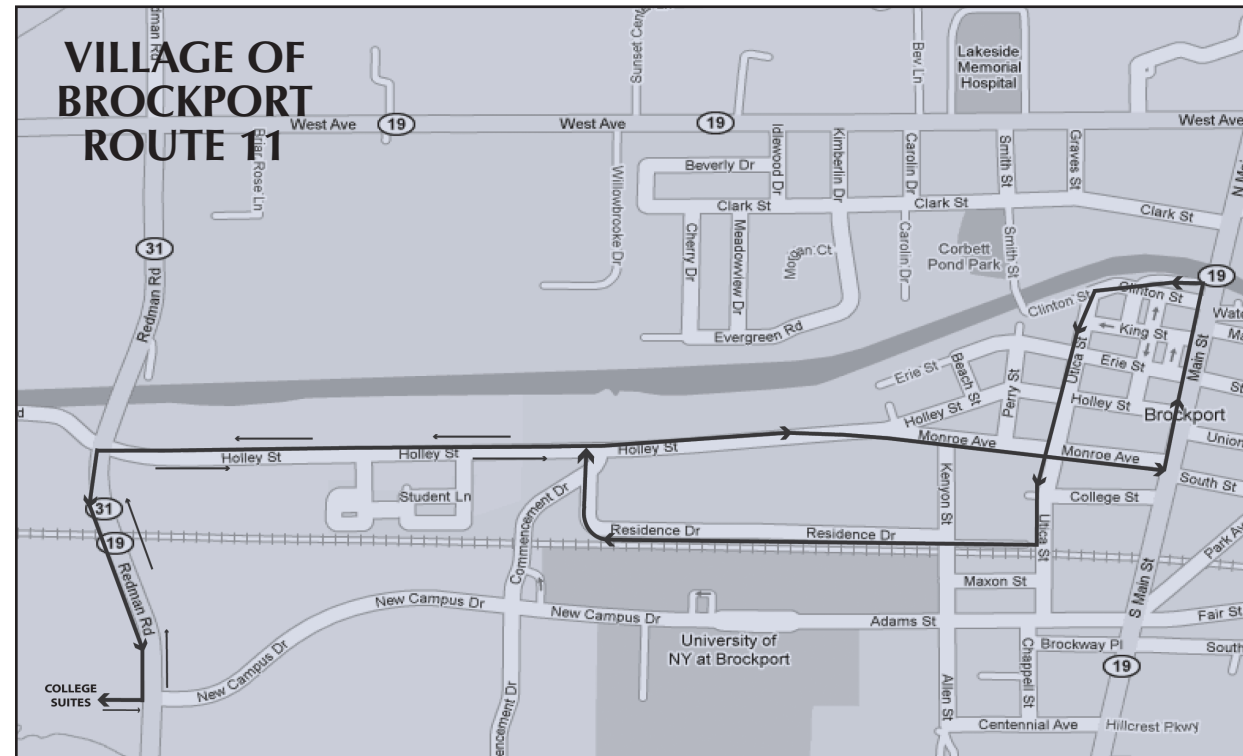 VILLAGE OF
BROCKPORT
ROUTE 11
Redman Rd
Sunset
Bev Ln
Lakeside
Memorial
Hospital
West Ave
19
West Ave
19
West Ave
Briar Rose Ln
Willowbrooke Dr
Idlewood Dr
Kimberlin Dr
Carolin Dr
Smith St
Graves St
Beverly Dr
Clark St
Clark St
Clark St
31
Cherry Dr
Meadowview Dr
Morgan Ct
Carolin Dr
Corbett
Pond Park
Smith St
19
Redman Rd
Evergreen Rd
Clinton St
Clinton St
King St
Utica St
Erie St
Erie St
Main St
Beach St
Perry St
Holley St
Holley St
Brockport
Monroe Ave
Monroe Ave
Union
Holley St
Holley St
Holley St
South St
Student Ln
Kenyon St
College St
31
19
Commencement Dr
Residence Dr
Residence Dr
Utica St
Redman Rd
Maxon St
S Main St
Park Av
New Campus Dr
New Campus Dr
Adams St
Fair St
University of
NY at Brockport
Chappell St
Brockway Pl
South
19
COLLEGE
SUITES
New Campus Dr
Allen St
Centennial Ave
Hillcrest Pkwy
encement Dr